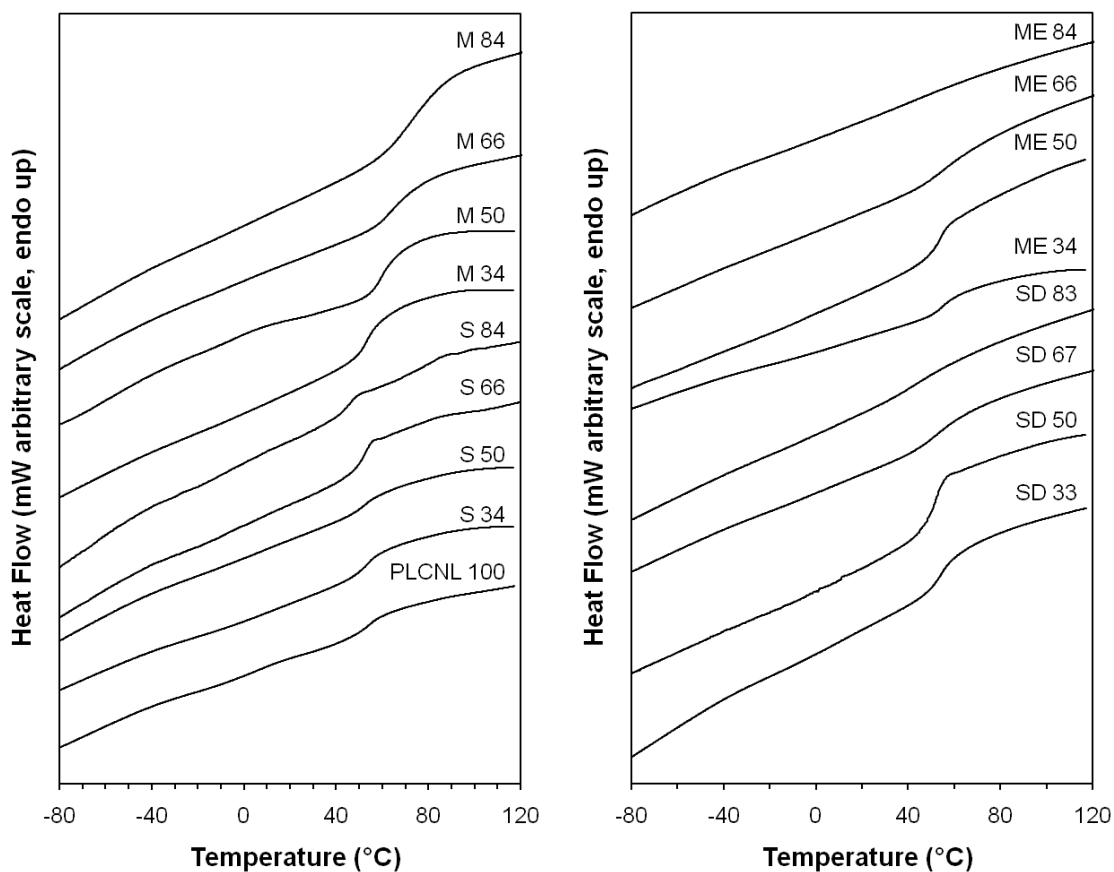 Heat Flow (mW arbitrary scale, endo up)
M 84
M 66
M 50
M 34
S 84
S 66
S 50
S 34
PLCNL 100
-80 -40 0 40 80 120
Temperature (°C)
Heat Flow (mW arbitrary scale, endo up)
ME 84
ME 66
ME 50
ME 34
SD 83
SD 67
SD 50
SD 33
-80 -40 0 40 80 120
Temperature (°C)